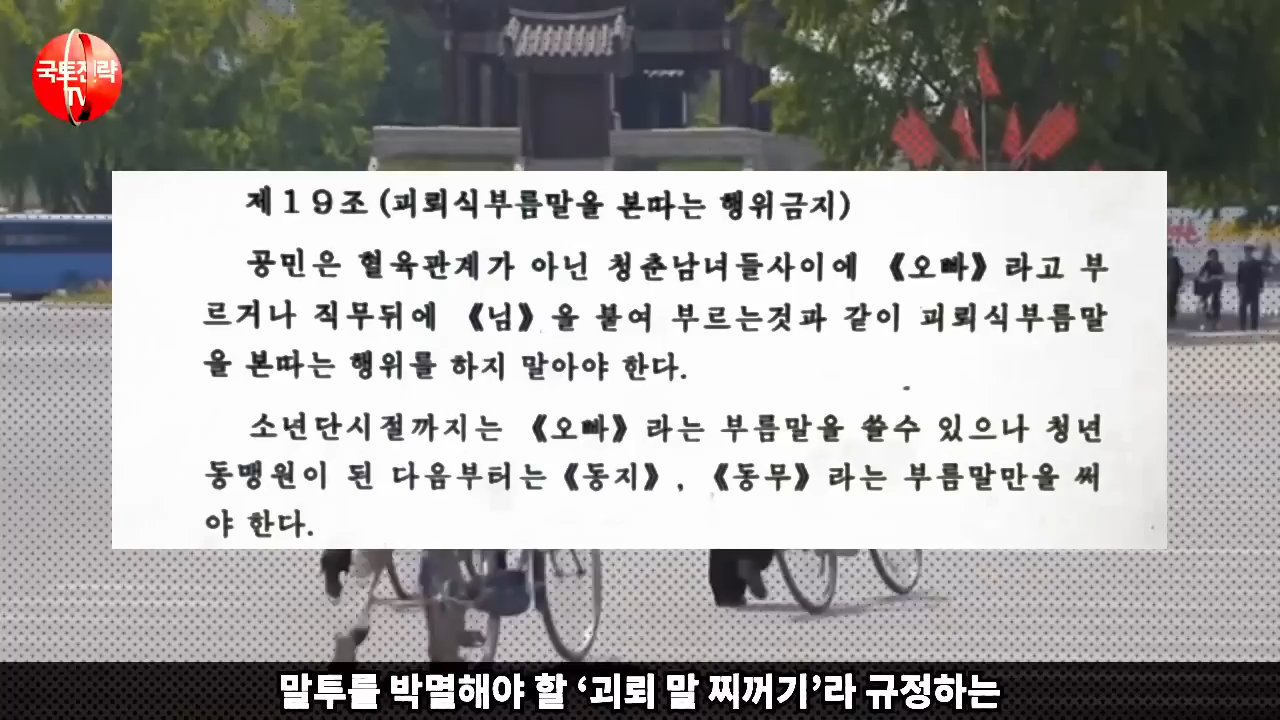 국토전략
TV
제19조(괴뢰식부름말을 본따는 행위금지)
공민은 혈육관계가 아닌 청춘남녀들사이에 《오빠》라고 부
르거나 직무뒤에 《님》을 붙여 부르는것과 같이 괴뢰식부름말
을 본따는 행위를 하지 말아야 한다.
소년단시절까지는 《오빠》라는 부름말을 쓸수 있으나 청년
동맹원이 된 다음부터는《동지》, 《동무》라는 부름말만을 써
야 한다.
말투를 박멸해야 할 ‘괴뢰 말 찌꺼기’라 규정하는